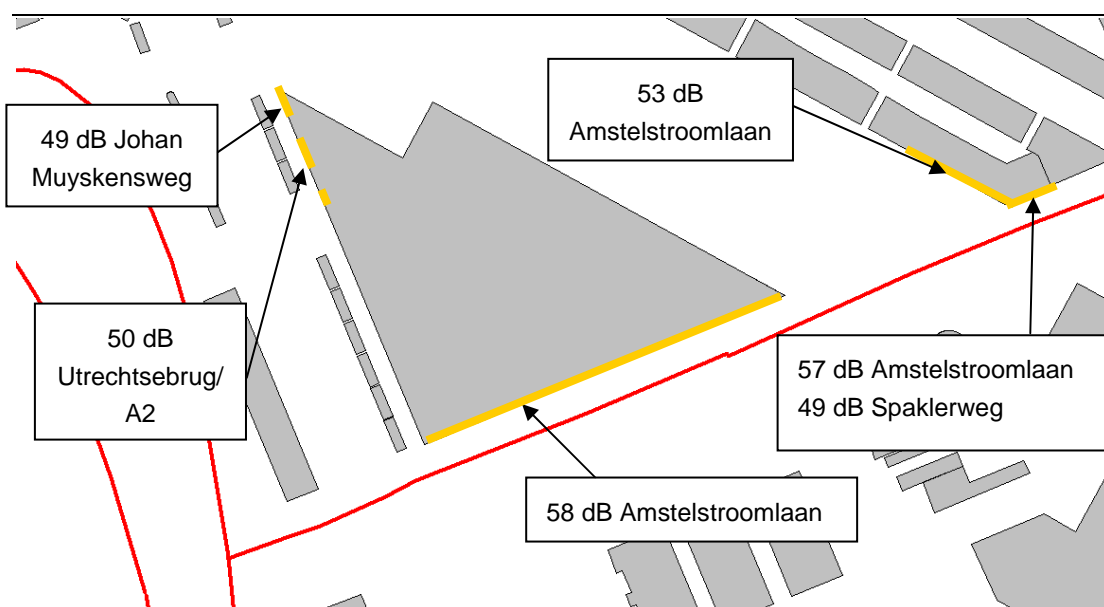 49 dB Johan
Muyskensweg
53 dB
Amstelstroomlaan
50 dB
Utrechtsebrug/
A2
57 dB Amstelstroomlaan
49 dB Spaklerweg
58 dB Amstelstroomlaan